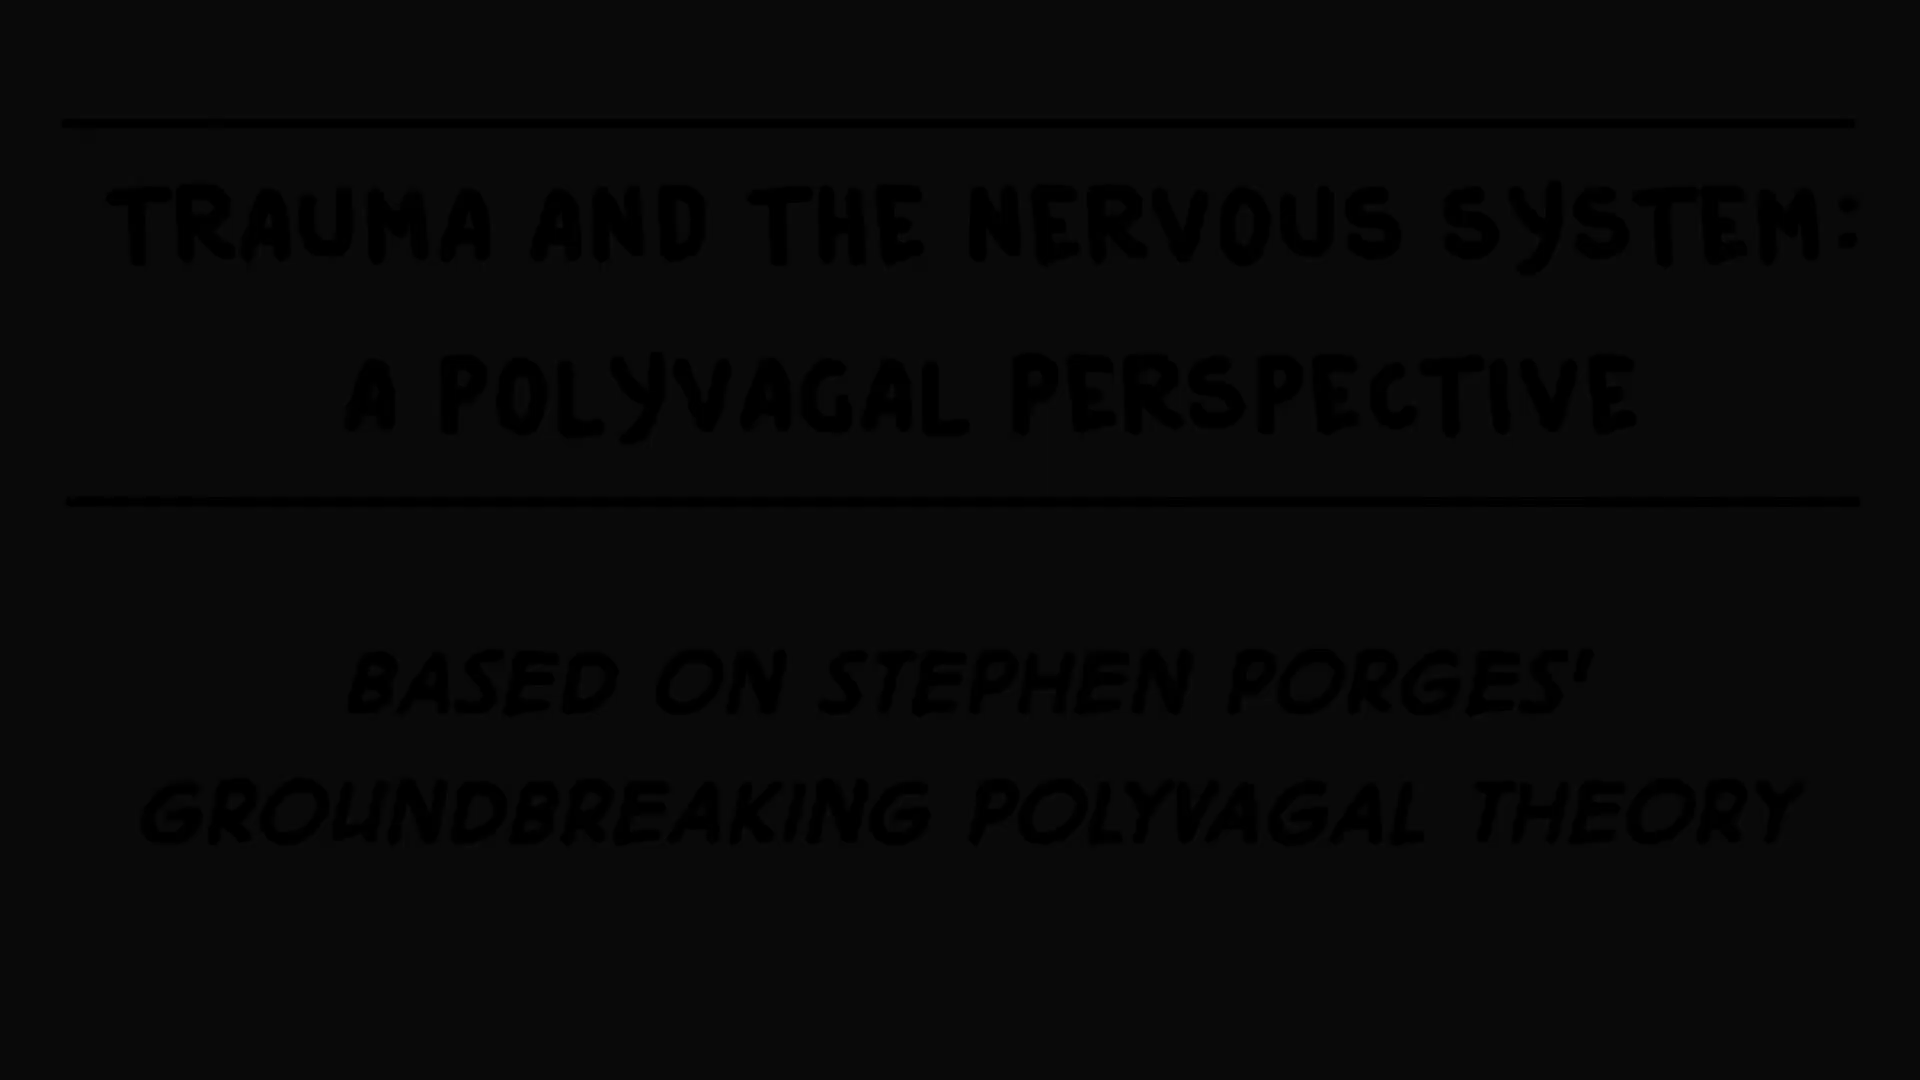 TRAUMA AND THE NERVOUS SYSTEM:
A POLYVAGAL PERSPECTIVE
BASED ON STEPHEN PORGES'
GROUNDBREAKING POLYVAGAL THEORY